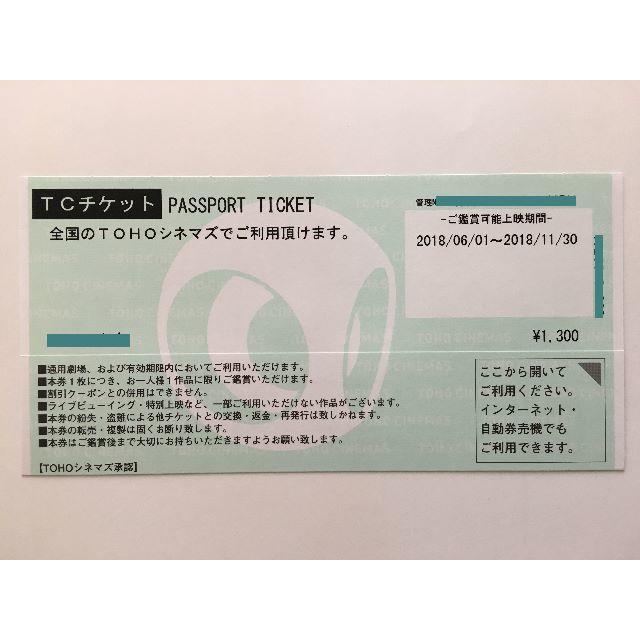 TCチケット PASSPORT TICKET
全国のTOHOシネマズでご利用頂けます。
管理N
-ご鑑賞可能上映期間-
2018/06/01～2018/11/30
¥1,300
■適用劇場、および有効期限内においてご利用いただけます。
■本券1枚につき、お一人様1作品に限りご鑑賞いただけます。
■割引クーポンとの併用はできません。
■ライブビューイング・特別上映など、一部ご利用いただけない作品がございます。
■本券の紛失・盗難による他チケットとの交換・返金・再発行は致しかねます。
■本券の転売・複製は固くお断り致します。
■本券はご鑑賞後まで大切にお持ちいただきますようお願い致します。
【TOHOシネマズ承認】
ここから開いて
ご利用ください。
インターネット・
自動券売機でも
ご利用できます。
TOHO CINEMAS